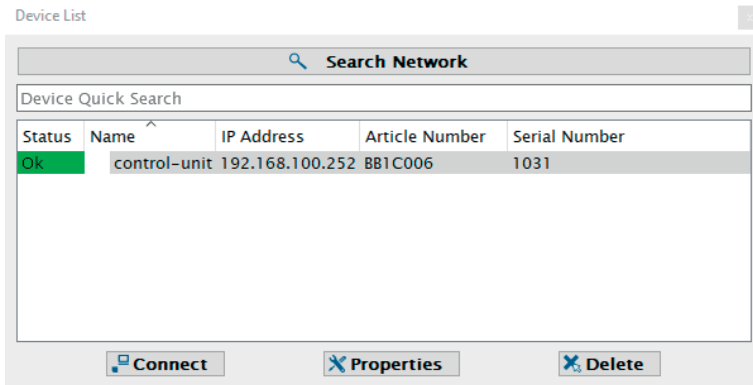 Device List
Search Network
Device Quick Search
Status Name IP Address Article Number Serial Number
Ok control-unit 192.168.100.252 BB1C006 1031
Connect Properties Delete